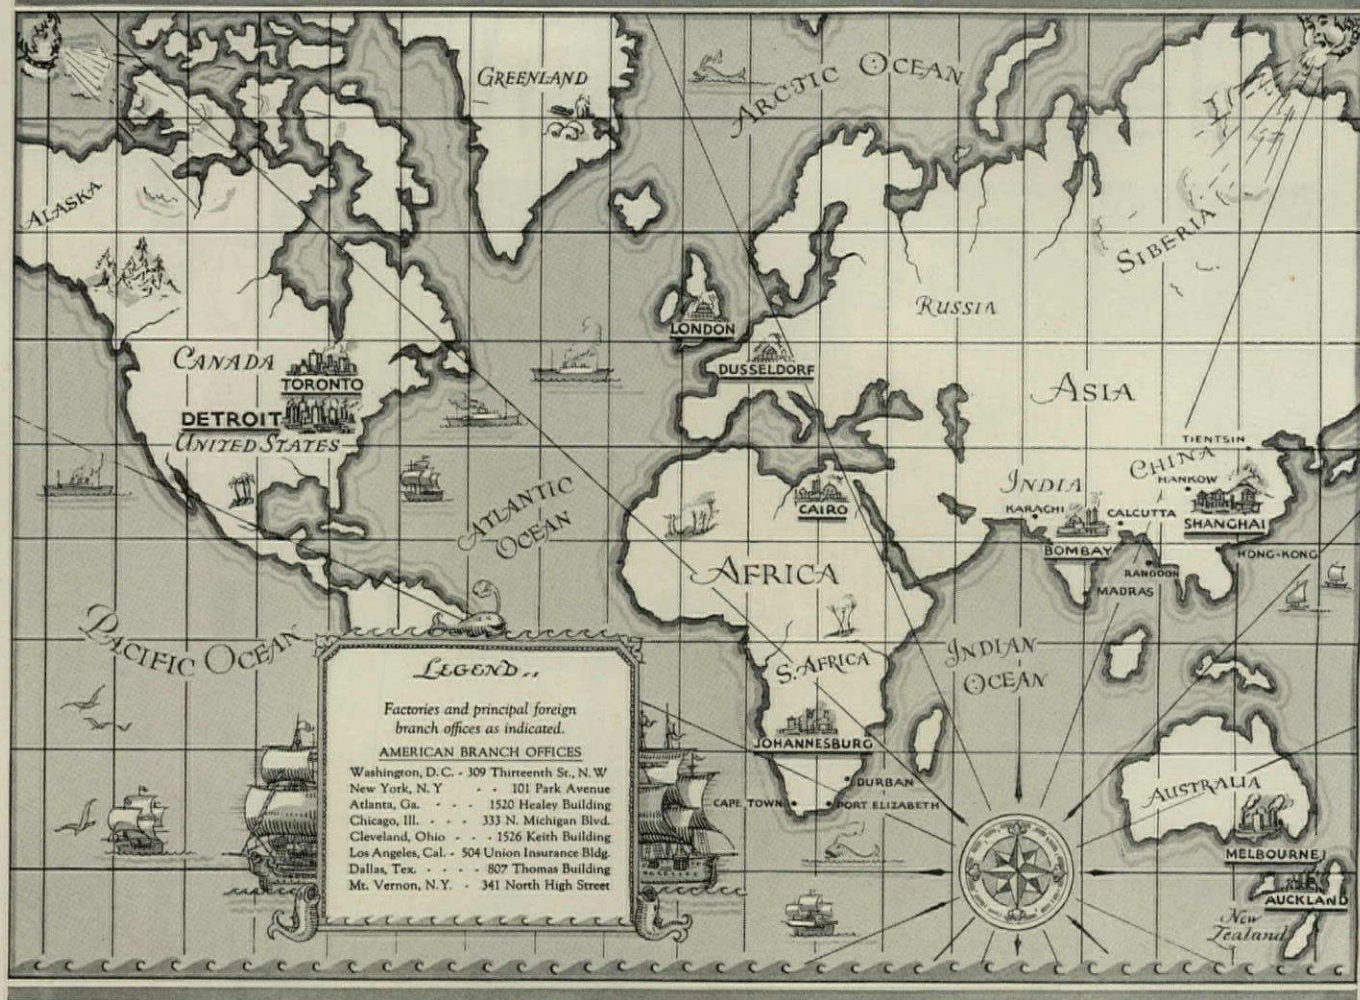 GREENLAND
ARCTIC OCEAN
ALASKA
SIBERIA
RUSSIA
LONDON
CANADA
TORONTO
DUSSELDORF
ASIA
DETROIT
UNITED STATES
TIENTSIN
CHINA
HANKOW
INDIA
KARACHI
CALCUTTA
SHANGHAI
CAIRO
ATLANTIC
OCEAN
BOMBAY
HONG-KONG
AFRICA
RANGOON
MADRAS
PACIFIC OCEAN
INDIAN
OCEAN
S. AFRICA
JOHANNESBURG
DURBAN
CAPE TOWN
PORT ELIZABETH
AUSTRALIA
MELBOURNE
AUCKLAND
New
Zealand
LEGEND..
Factories and principal foreign
branch offices as indicated.
AMERICAN BRANCH OFFICES
Washington, D.C. - 309 Thirteenth St., N.W
New York, N.Y - - 101 Park Avenue
Atlanta, Ga. - - - 1520 Healey Building
Chicago, Ill. - - - 333 N. Michigan Blvd.
Cleveland, Ohio - - - 1526 Keith Building
Los Angeles, Cal. - 504 Union Insurance Bldg.
Dallas, Tex. - - - - 807 Thomas Building
Mt. Vernon, N.Y. - 341 North High Street